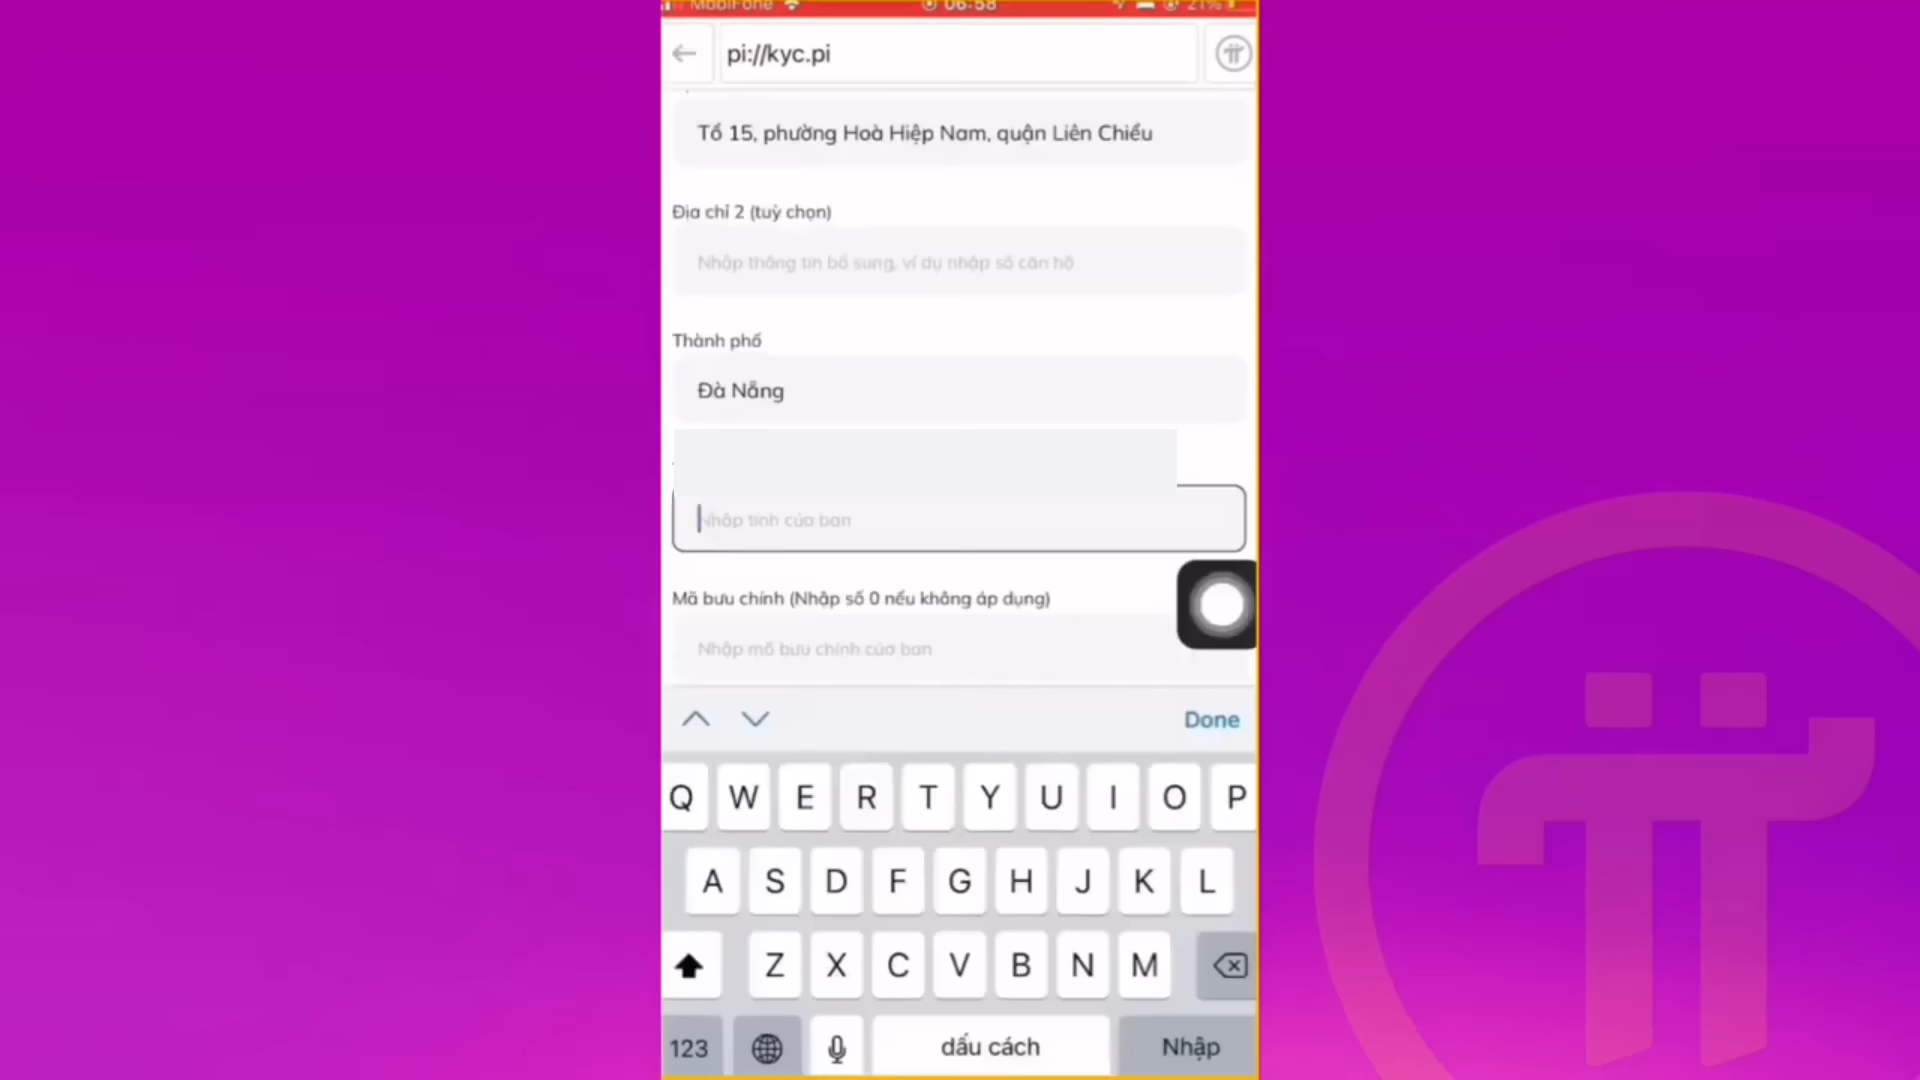 MobiFone 06:58 21%
pi://kyc.pi
Tổ 15, phường Hoà Hiệp Nam, quận Liên Chiểu
Địa chỉ 2 (tuỳ chọn)
Nhập thông tin bổ sung, ví dụ nhập số căn hộ
Thành phố
Đà Nẵng
Nhập tỉnh của bạn
Mã bưu chính (Nhập số 0 nếu không áp dụng)
Nhập mã bưu chính của bạn
Done
Q W E R T Y U I O P
A S D F G H J K L
Z X C V B N M
123 dấu cách Nhập